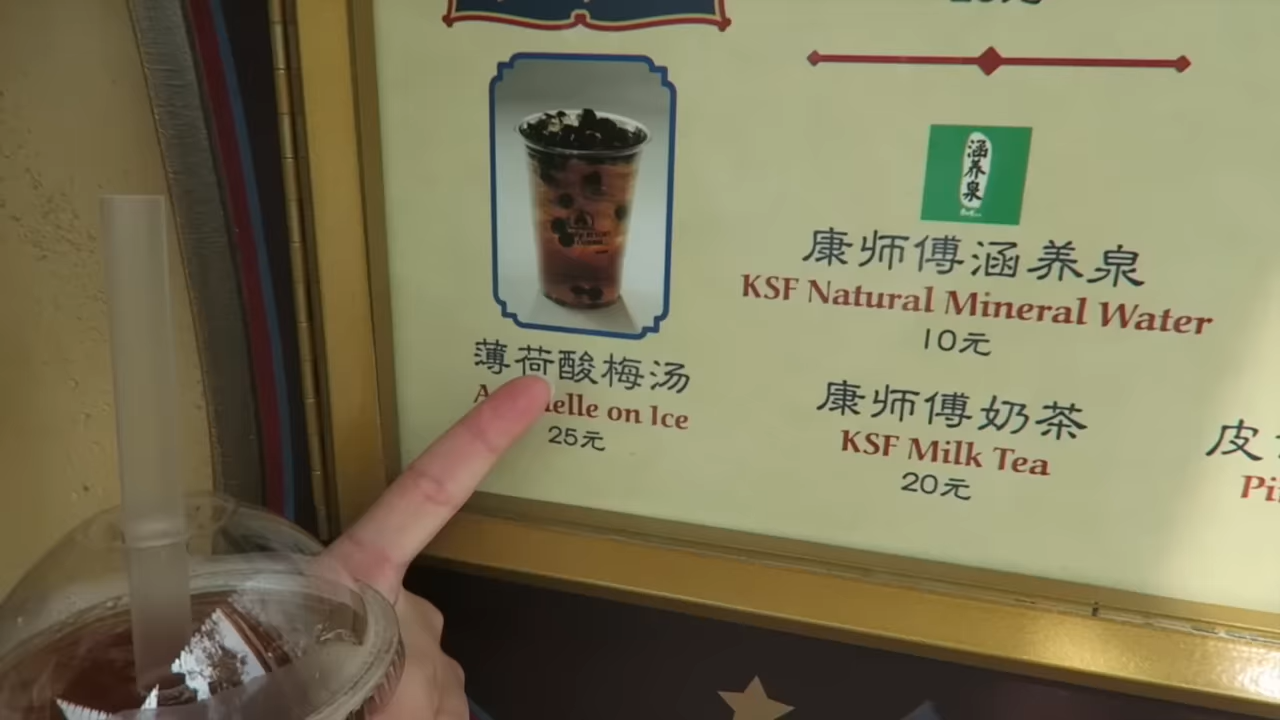 薄荷酸梅汤
elle on Ice
25元
涵养泉
康师傅涵养泉
KSF Natural Mineral Water
10元
康师傅奶茶
KSF Milk Tea
20元
皮